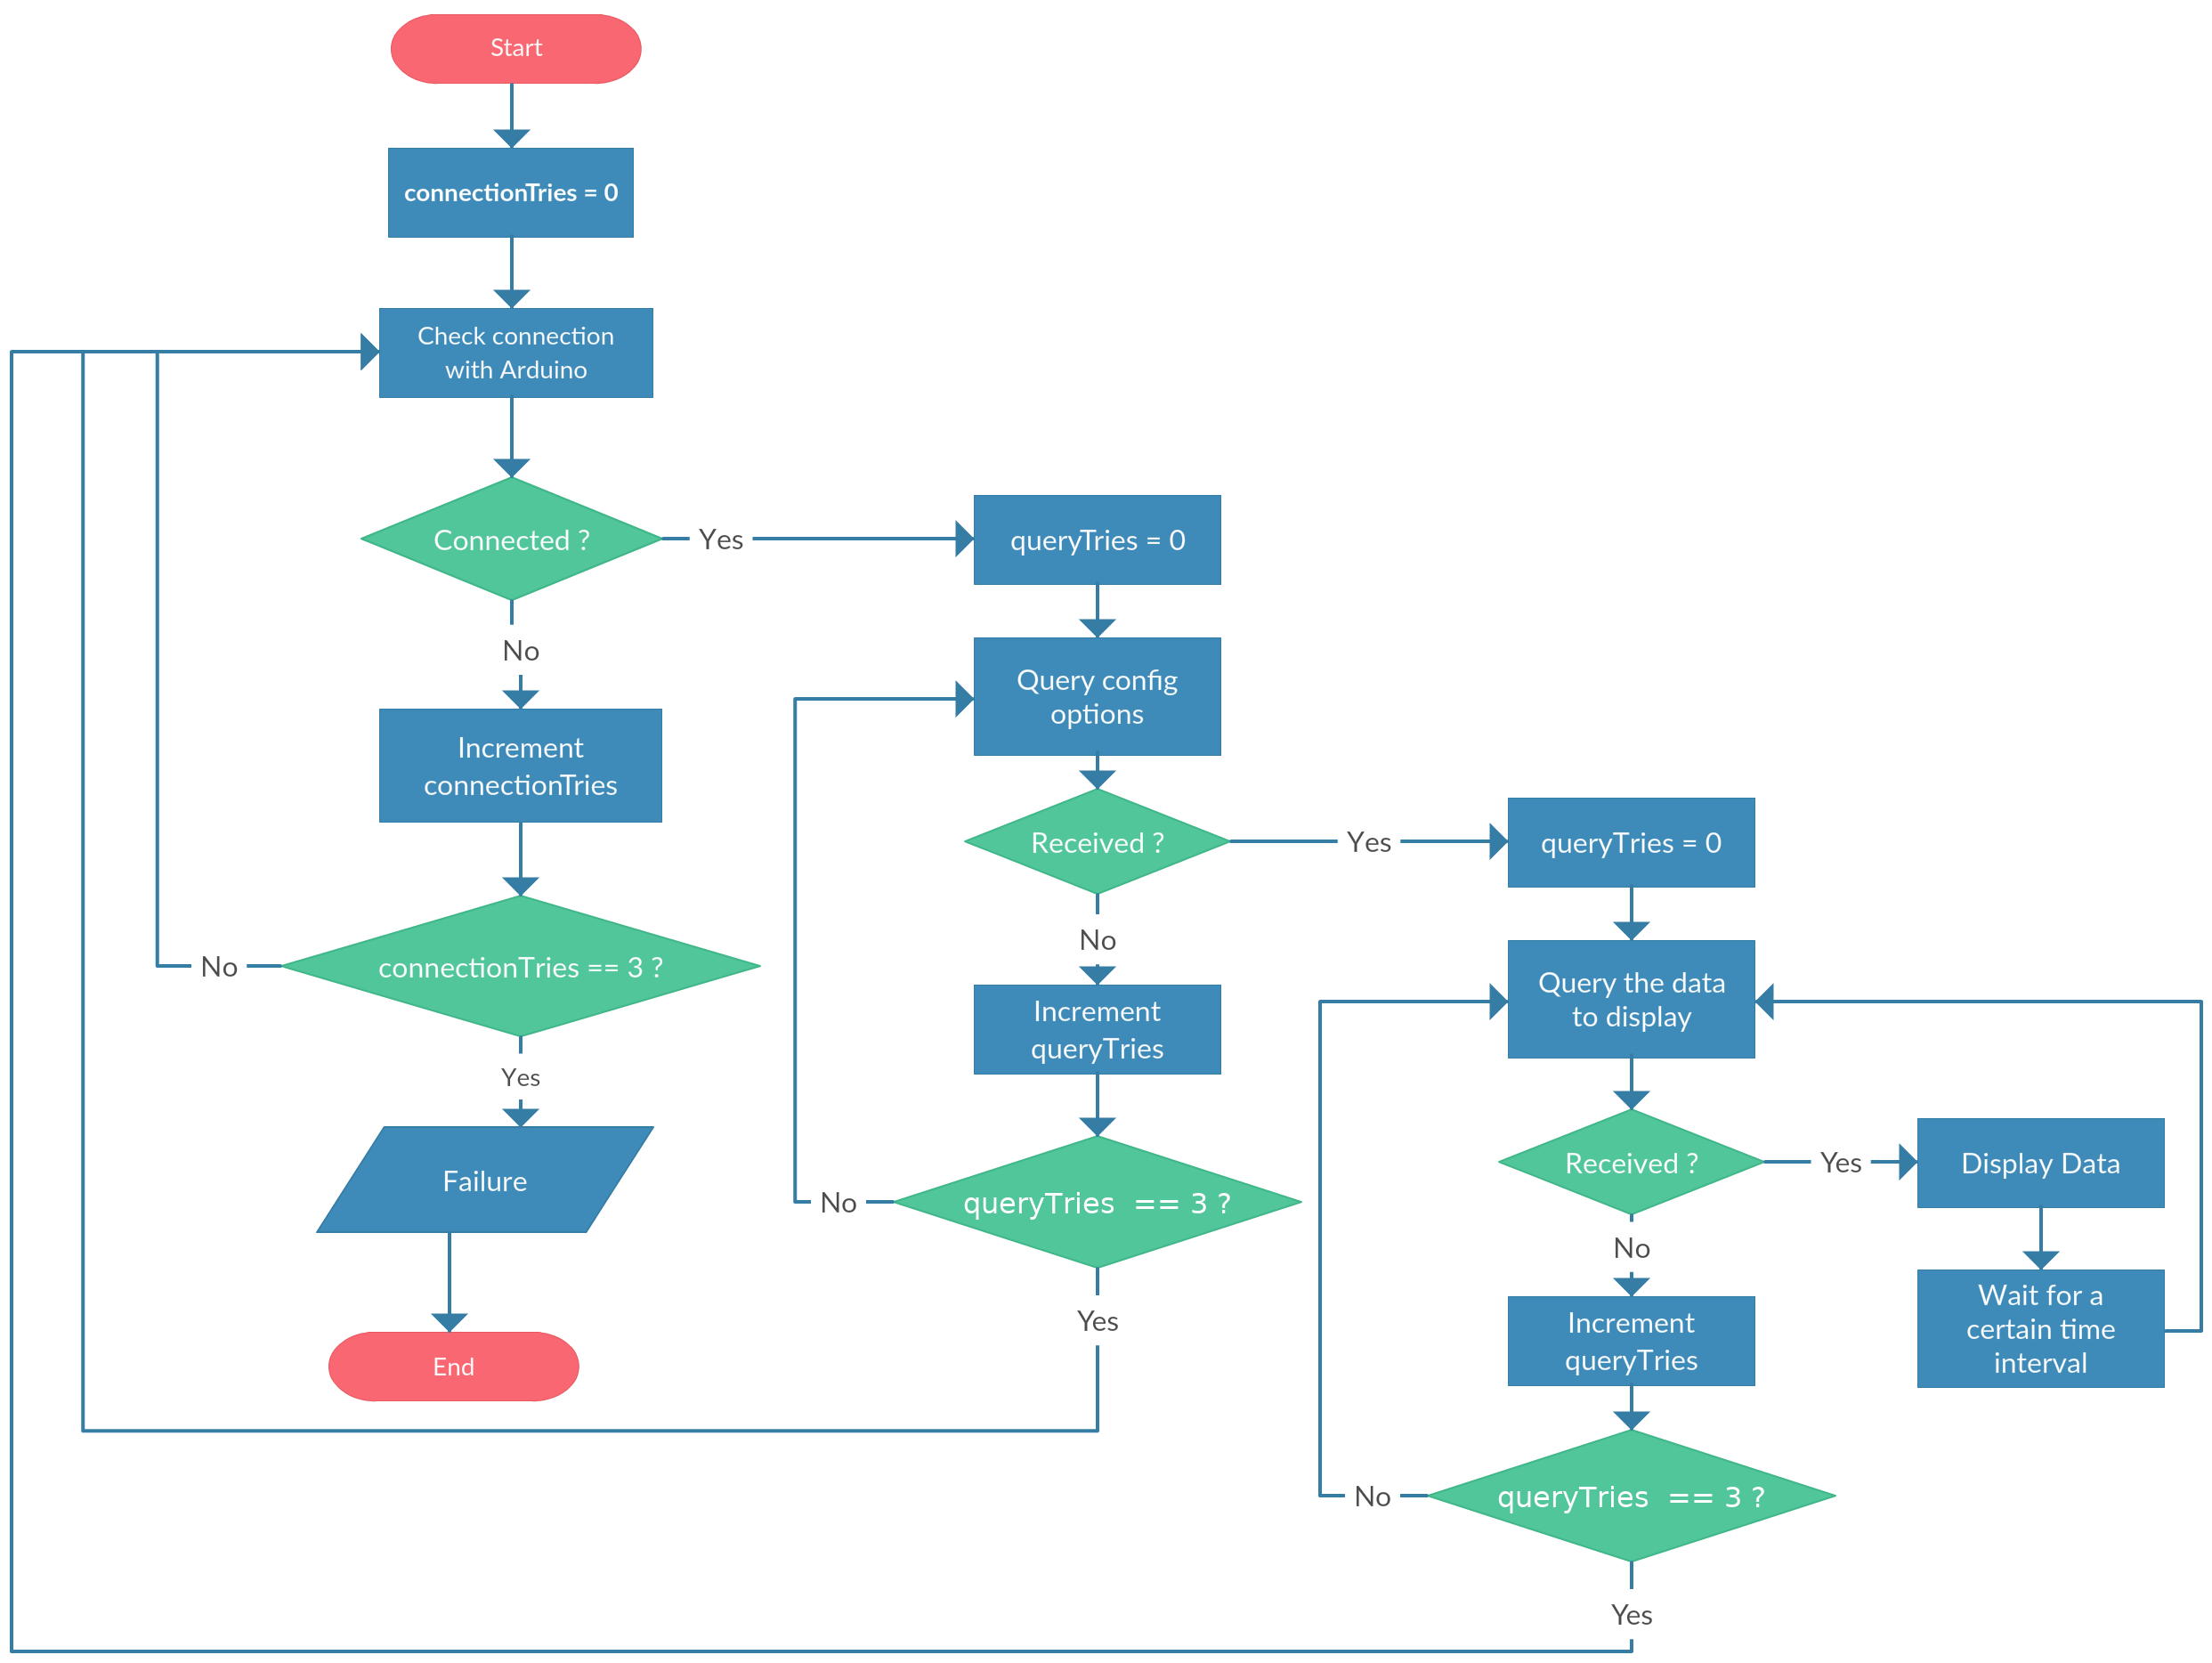 Start
connectionTries = 0
Check connection
with Arduino
Connected ?
Yes
No
Increment
connectionTries
connectionTries == 3 ?
No
Yes
Failure
End
queryTries = 0
Query config
options
Received ?
Yes
No
Increment
queryTries
queryTries == 3 ?
No
Yes
queryTries = 0
Query the data
to display
Received ?
Yes
No
Increment
queryTries
queryTries == 3 ?
No
Yes
Display Data
Wait for a
certain time
interval